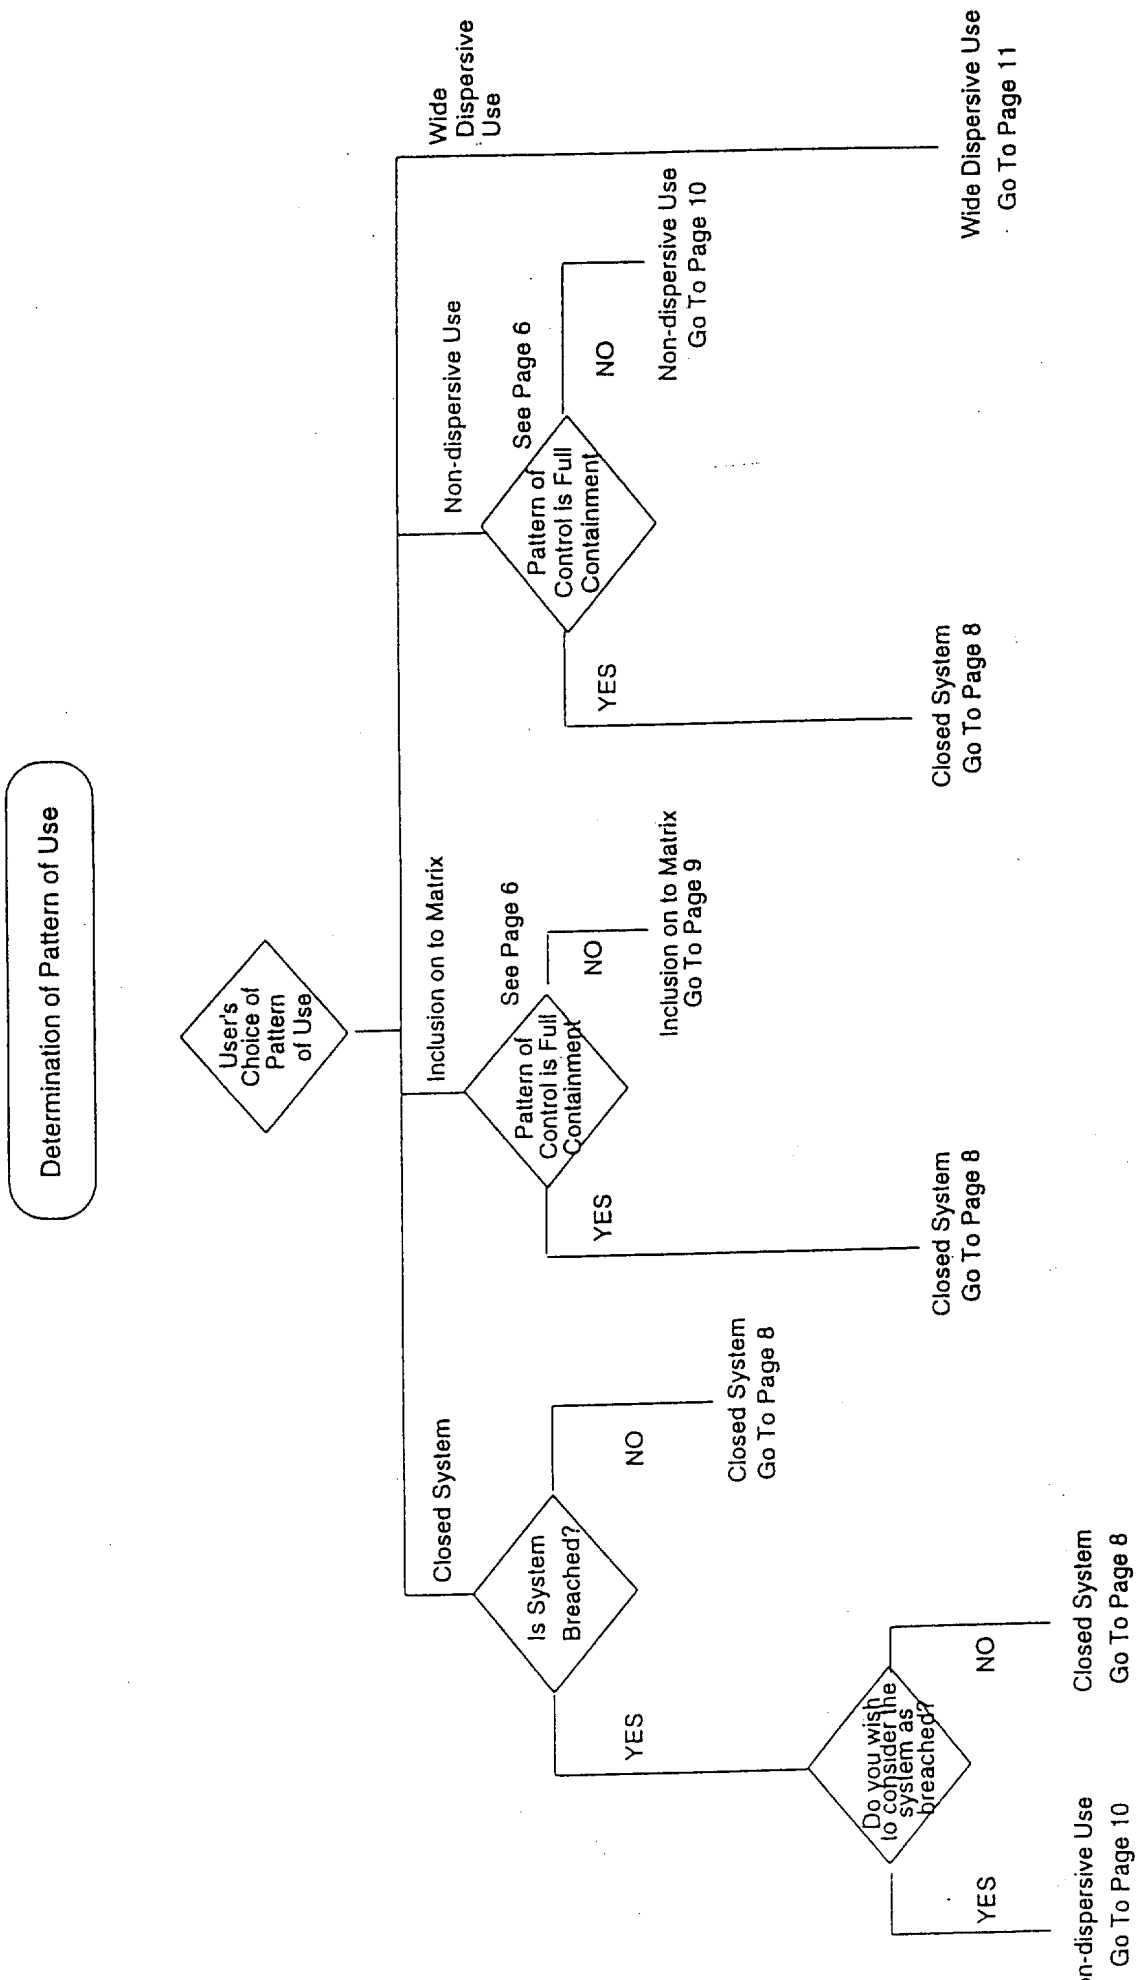 Determination of Pattern of Use
User's
Choice of
Pattern
of Use
Closed System
Inclusion on to Matrix
Non-dispersive Use
Wide
Dispersive
Use
Is System
Breached?
YES
NO
Closed System
Go To Page 8
Do you wish
to consider the
system as
breached?
YES
NO
n-dispersive Use
Go To Page 10
Closed System
Go To Page 8
See Page 6
Pattern of
Control is Full
Containment
YES
NO
Inclusion on to Matrix
Go To Page 9
Closed System
Go To Page 8
See Page 6
Pattern of
Control is Full
Containment
YES
NO
Non-dispersive Use
Go To Page 10
Closed System
Go To Page 8
Wide Dispersive Use
Go To Page 11